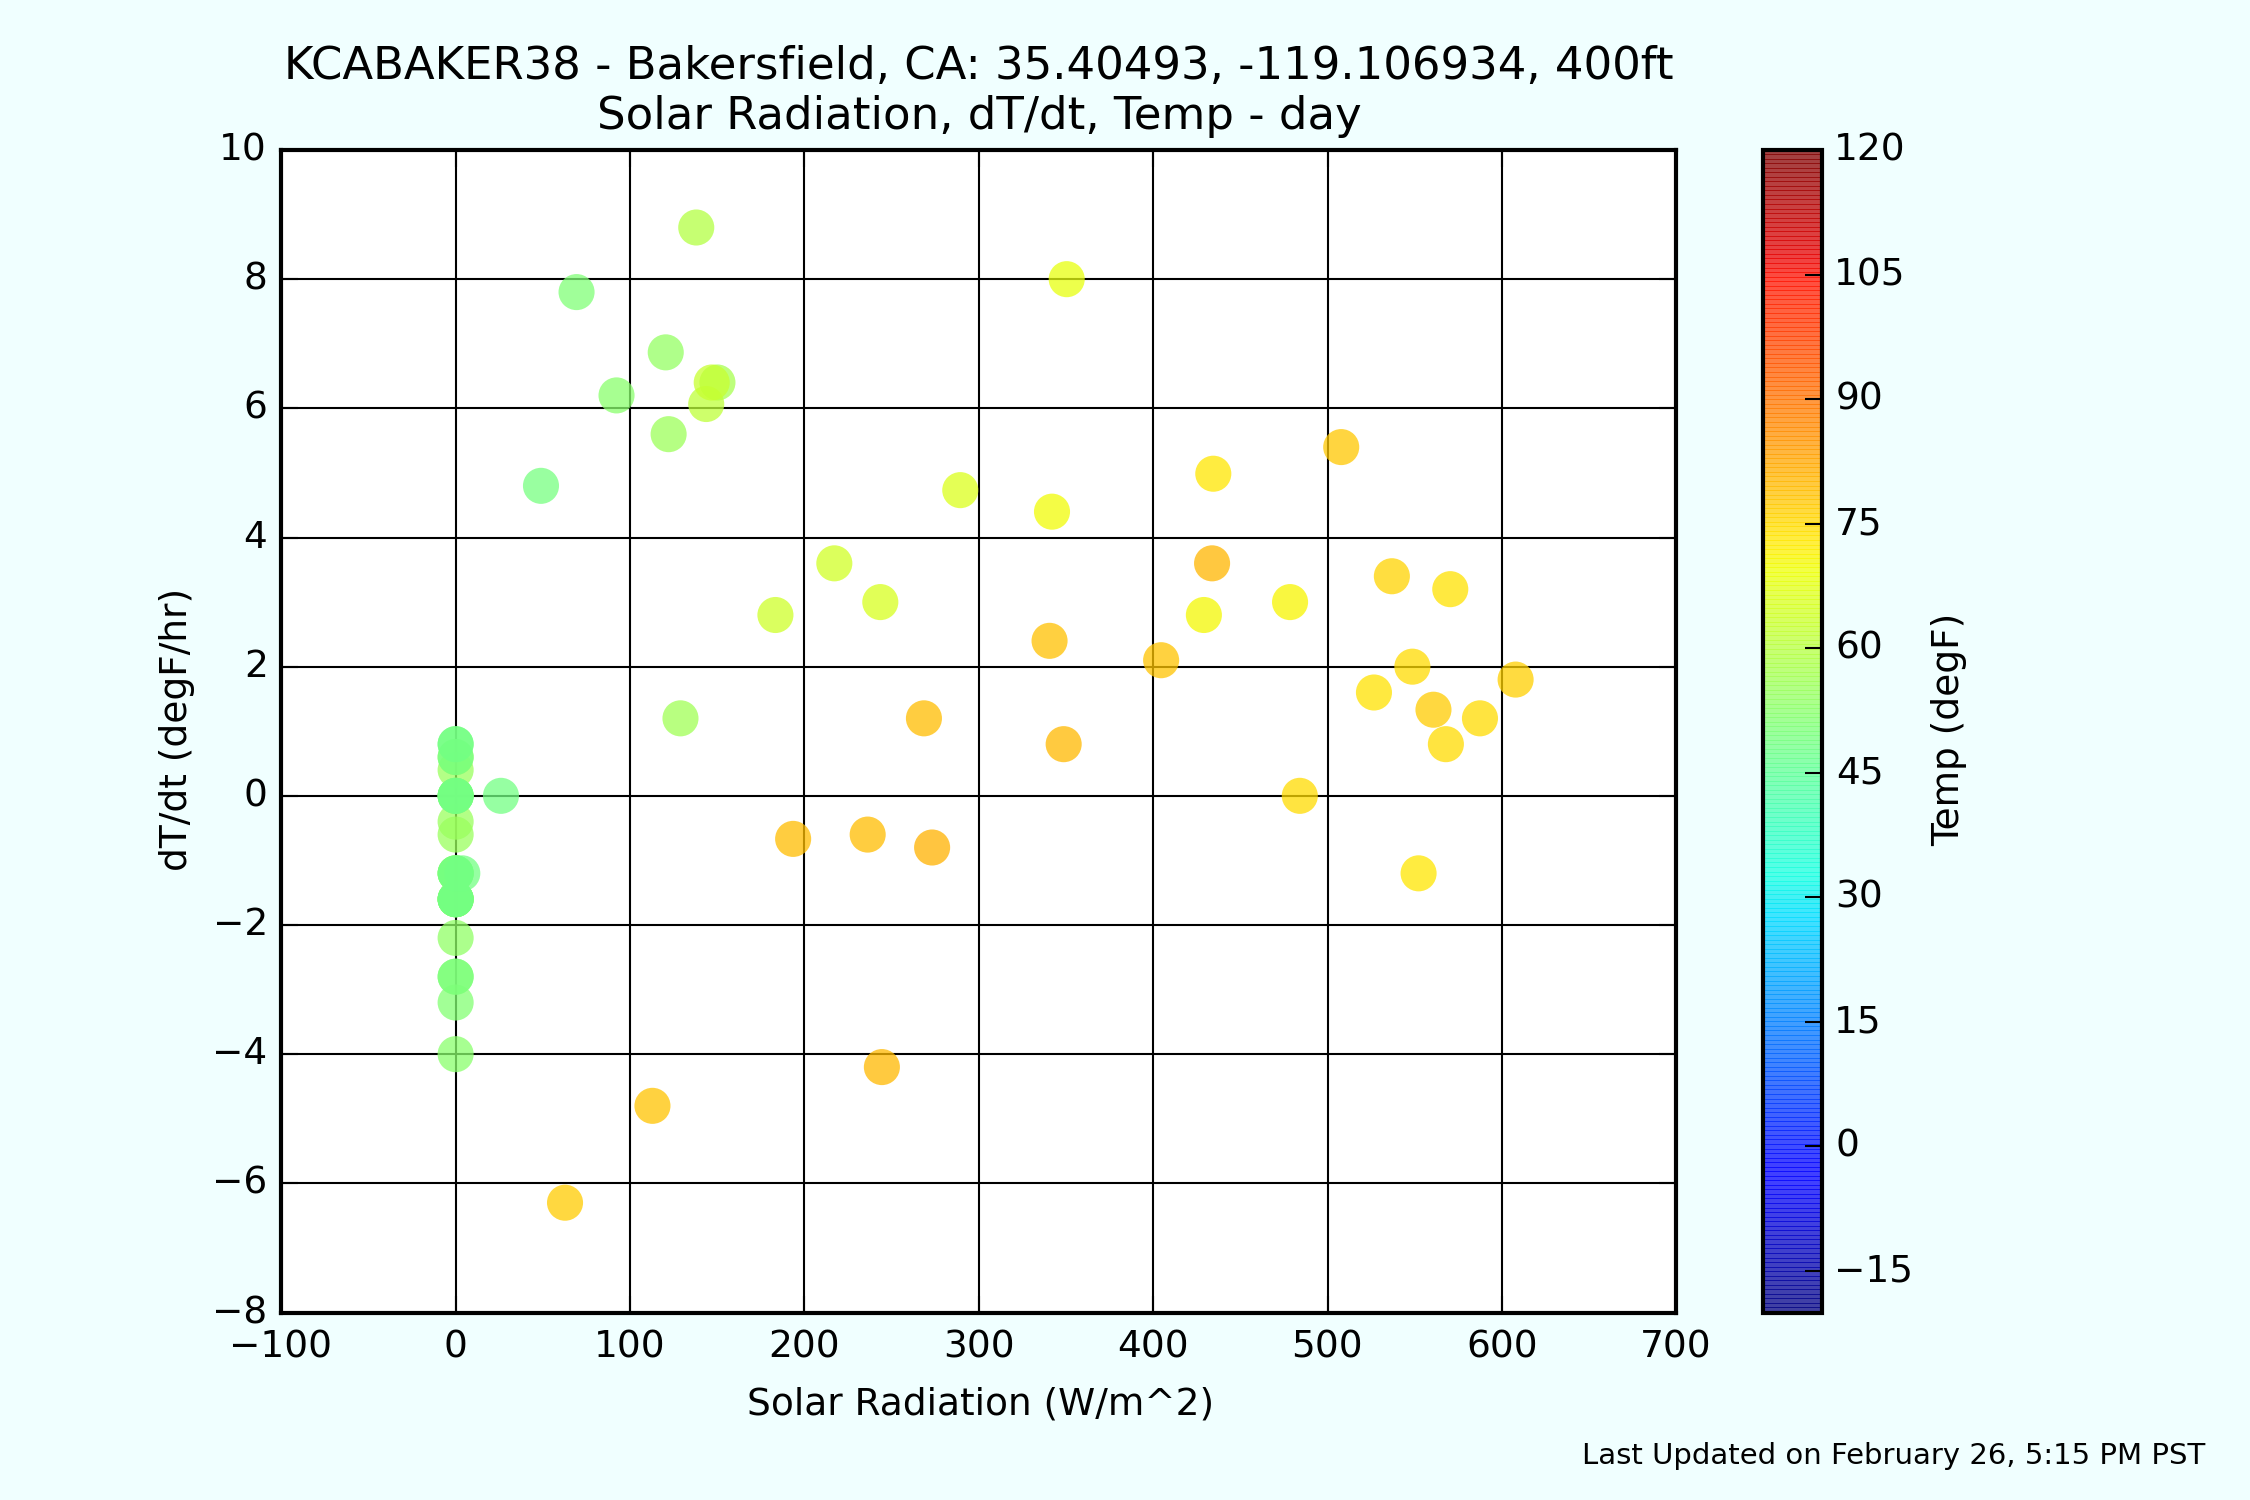 KCABAKER38 - Bakersfield, CA: 35.40493, -119.106934, 400ft
Solar Radiation, dT/dt, Temp - day
10
8
6
4
2
0
−2
−4
−6
−8
dT/dt (degF/hr)
−100 0 100 200 300 400 500 600 700
Solar Radiation (W/m^2)
120
105
90
75
60
45
30
15
0
−15
Temp (degF)
Last Updated on February 26, 5:15 PM PST